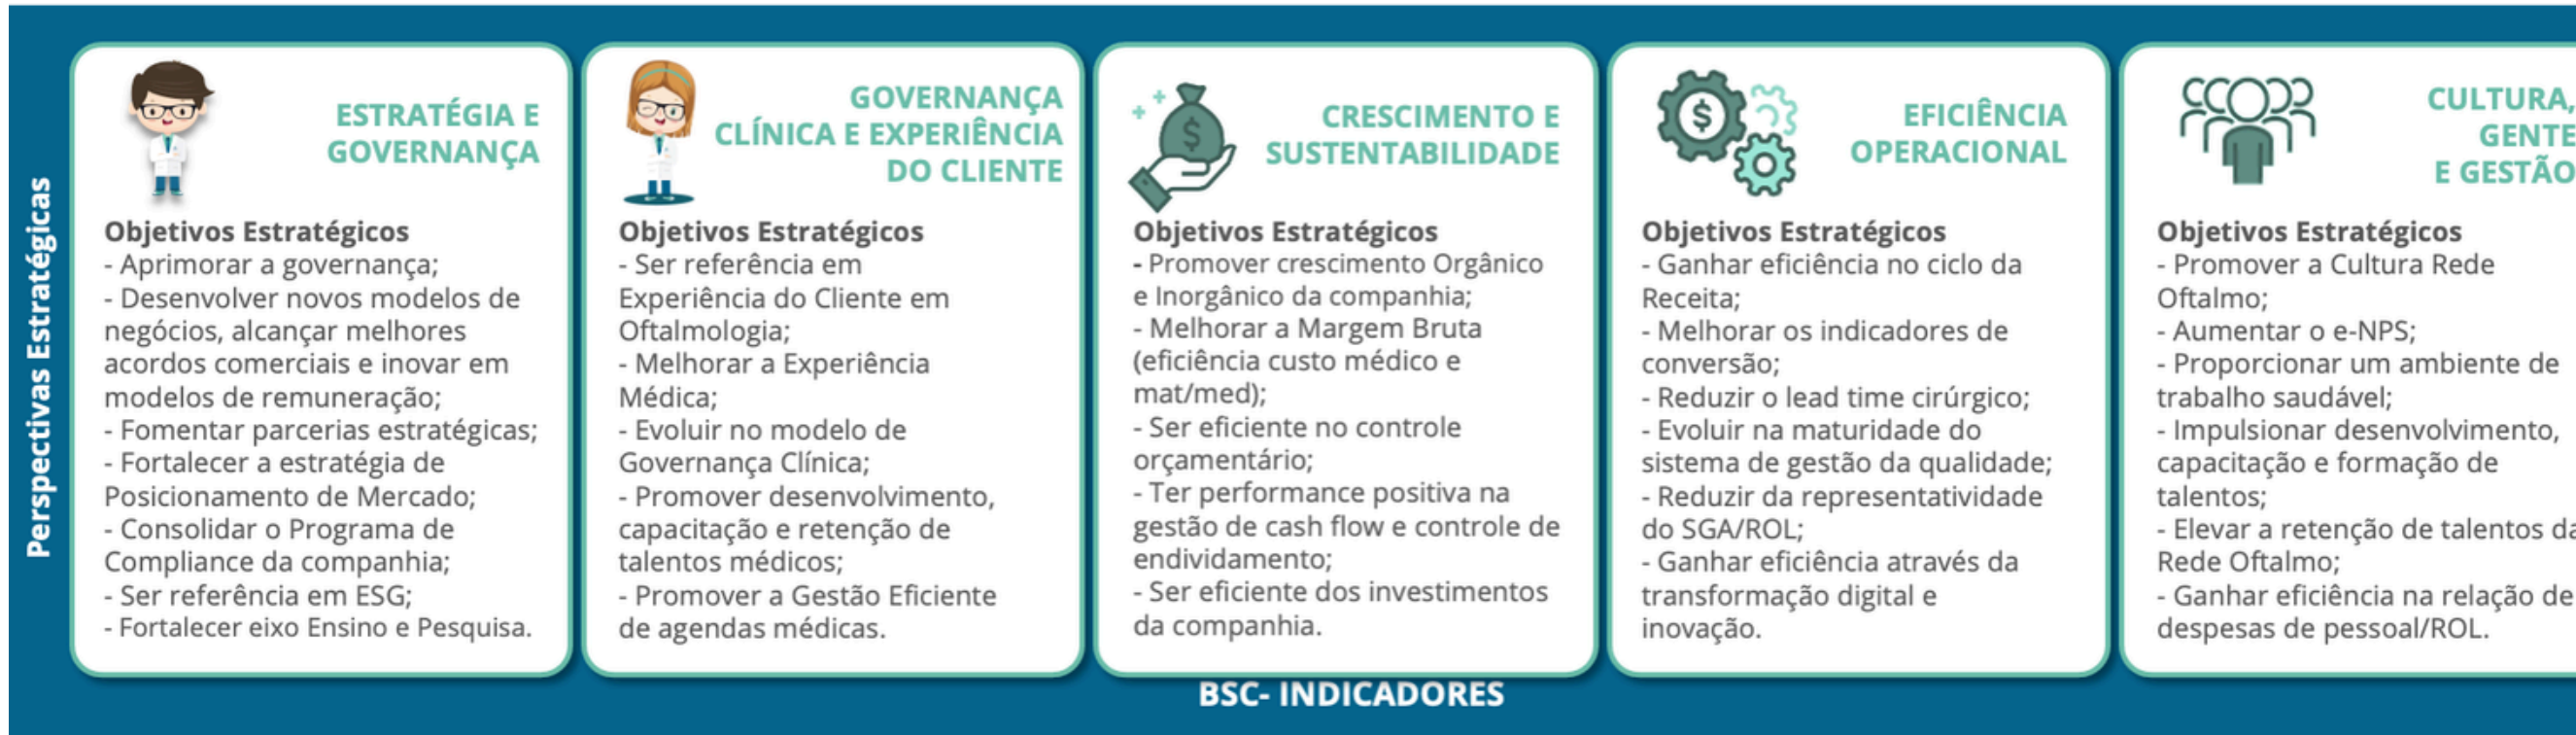 Perspectivas Estratégicas
ESTRATÉGIA E
GOVERNANÇA
Objetivos Estratégicos
- Aprimorar a governança;
- Desenvolver novos modelos de
negócios, alcançar melhores
acordos comerciais e inovar em
modelos de remuneração;
- Fomentar parcerias estratégicas;
- Fortalecer a estratégia de
Posicionamento de Mercado;
- Consolidar o Programa de
Compliance da companhia;
- Ser referência em ESG;
- Fortalecer eixo Ensino e Pesquisa.
GOVERNANÇA
CLÍNICA E EXPERIÊNCIA
DO CLIENTE
Objetivos Estratégicos
- Ser referência em
Experiência do Cliente em
Oftalmologia;
- Melhorar a Experiência
Médica;
- Evoluir no modelo de
Governança Clínica;
- Promover desenvolvimento,
capacitação e retenção de
talentos médicos;
- Promover a Gestão Eficiente
de agendas médicas.
CRESCIMENTO E
SUSTENTABILIDADE
Objetivos Estratégicos
- Promover crescimento Orgânico
e Inorgânico da companhia;
- Melhorar a Margem Bruta
(eficiência custo médico e
mat/med);
- Ser eficiente no controle
orçamentário;
- Ter performance positiva na
gestão de cash flow e controle de
endividamento;
- Ser eficiente dos investimentos
da companhia.
EFICIÊNCIA
OPERACIONAL
Objetivos Estratégicos
- Ganhar eficiência no ciclo da
Receita;
- Melhorar os indicadores de
conversão;
- Reduzir o lead time cirúrgico;
- Evoluir na maturidade do
sistema de gestão da qualidade;
- Reduzir da representatividade
do SGA/ROL;
- Ganhar eficiência através da
transformação digital e
inovação.
CULTURA,
GENTE
E GESTÃO
Objetivos Estratégicos
- Promover a Cultura Rede
Oftalmo;
- Aumentar o e-NPS;
- Proporcionar um ambiente de
trabalho saudável;
- Impulsionar desenvolvimento,
capacitação e formação de
talentos;
- Elevar a retenção de talentos da
Rede Oftalmo;
- Ganhar eficiência na relação de
despesas de pessoal/ROL.
BSC- INDICADORES